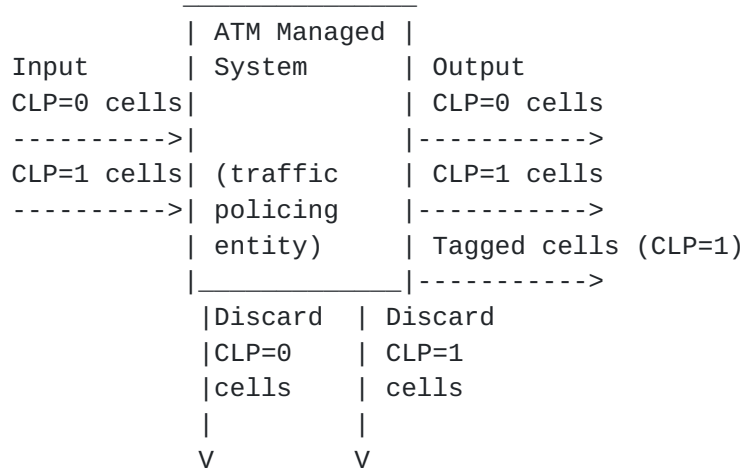 | ATM Managed |
Input | System | Output
CLP=0 cells| | CLP=0 cells
---------->| |----------->
CLP=1 cells| (traffic | CLP=1 cells
---------->| policing |----------->
| entity) | Tagged cells (CLP=1)
|_____________|----------->
|Discard | Discard
|CLP=0 | CLP=1
|cells | cells
| |
V V